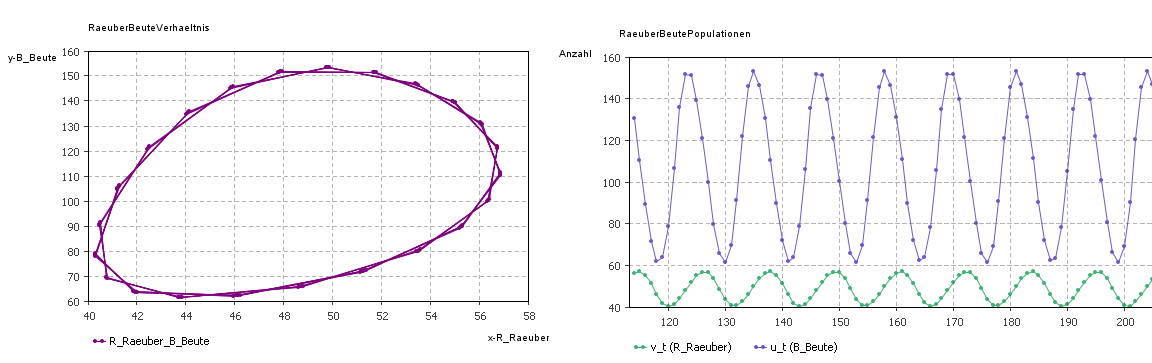 RaeuberBeuteVerhaeltnis
y-B_Beute
160
150
140
130
120
110
100
90
80
70
60
40 42 44 46 48 50 52 54 56 58
x-R_Raeuber
R_Raeuber_B_Beute
RaeuberBeutePopulationen
Anzahl
160
140
120
100
80
60
40
120 130 140 150 160 170 180 190 200
v_t (R_Raeuber) u_t (B_Beute)